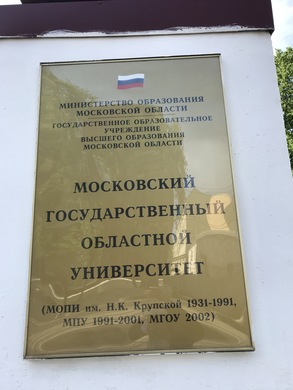 МИНИСТЕРСТВО ОБРАЗОВАНИЯ
МОСКОВСКОЙ ОБЛАСТИ
ГОСУДАРСТВЕННОЕ ОБРАЗОВАТЕЛЬНОЕ
УЧРЕЖДЕНИЕ
ВЫСШЕГО ОБРАЗОВАНИЯ
МОСКОВСКОЙ ОБЛАСТИ
МОСКОВСКИЙ
ГОСУДАРСТВЕННЫЙ
ОБЛАСТНОЙ
УНИВЕРСИТЕТ
(МОПИ им. Н.К. Крупской 1931-1991,
МПУ 1991-2001, МГОУ 2002)